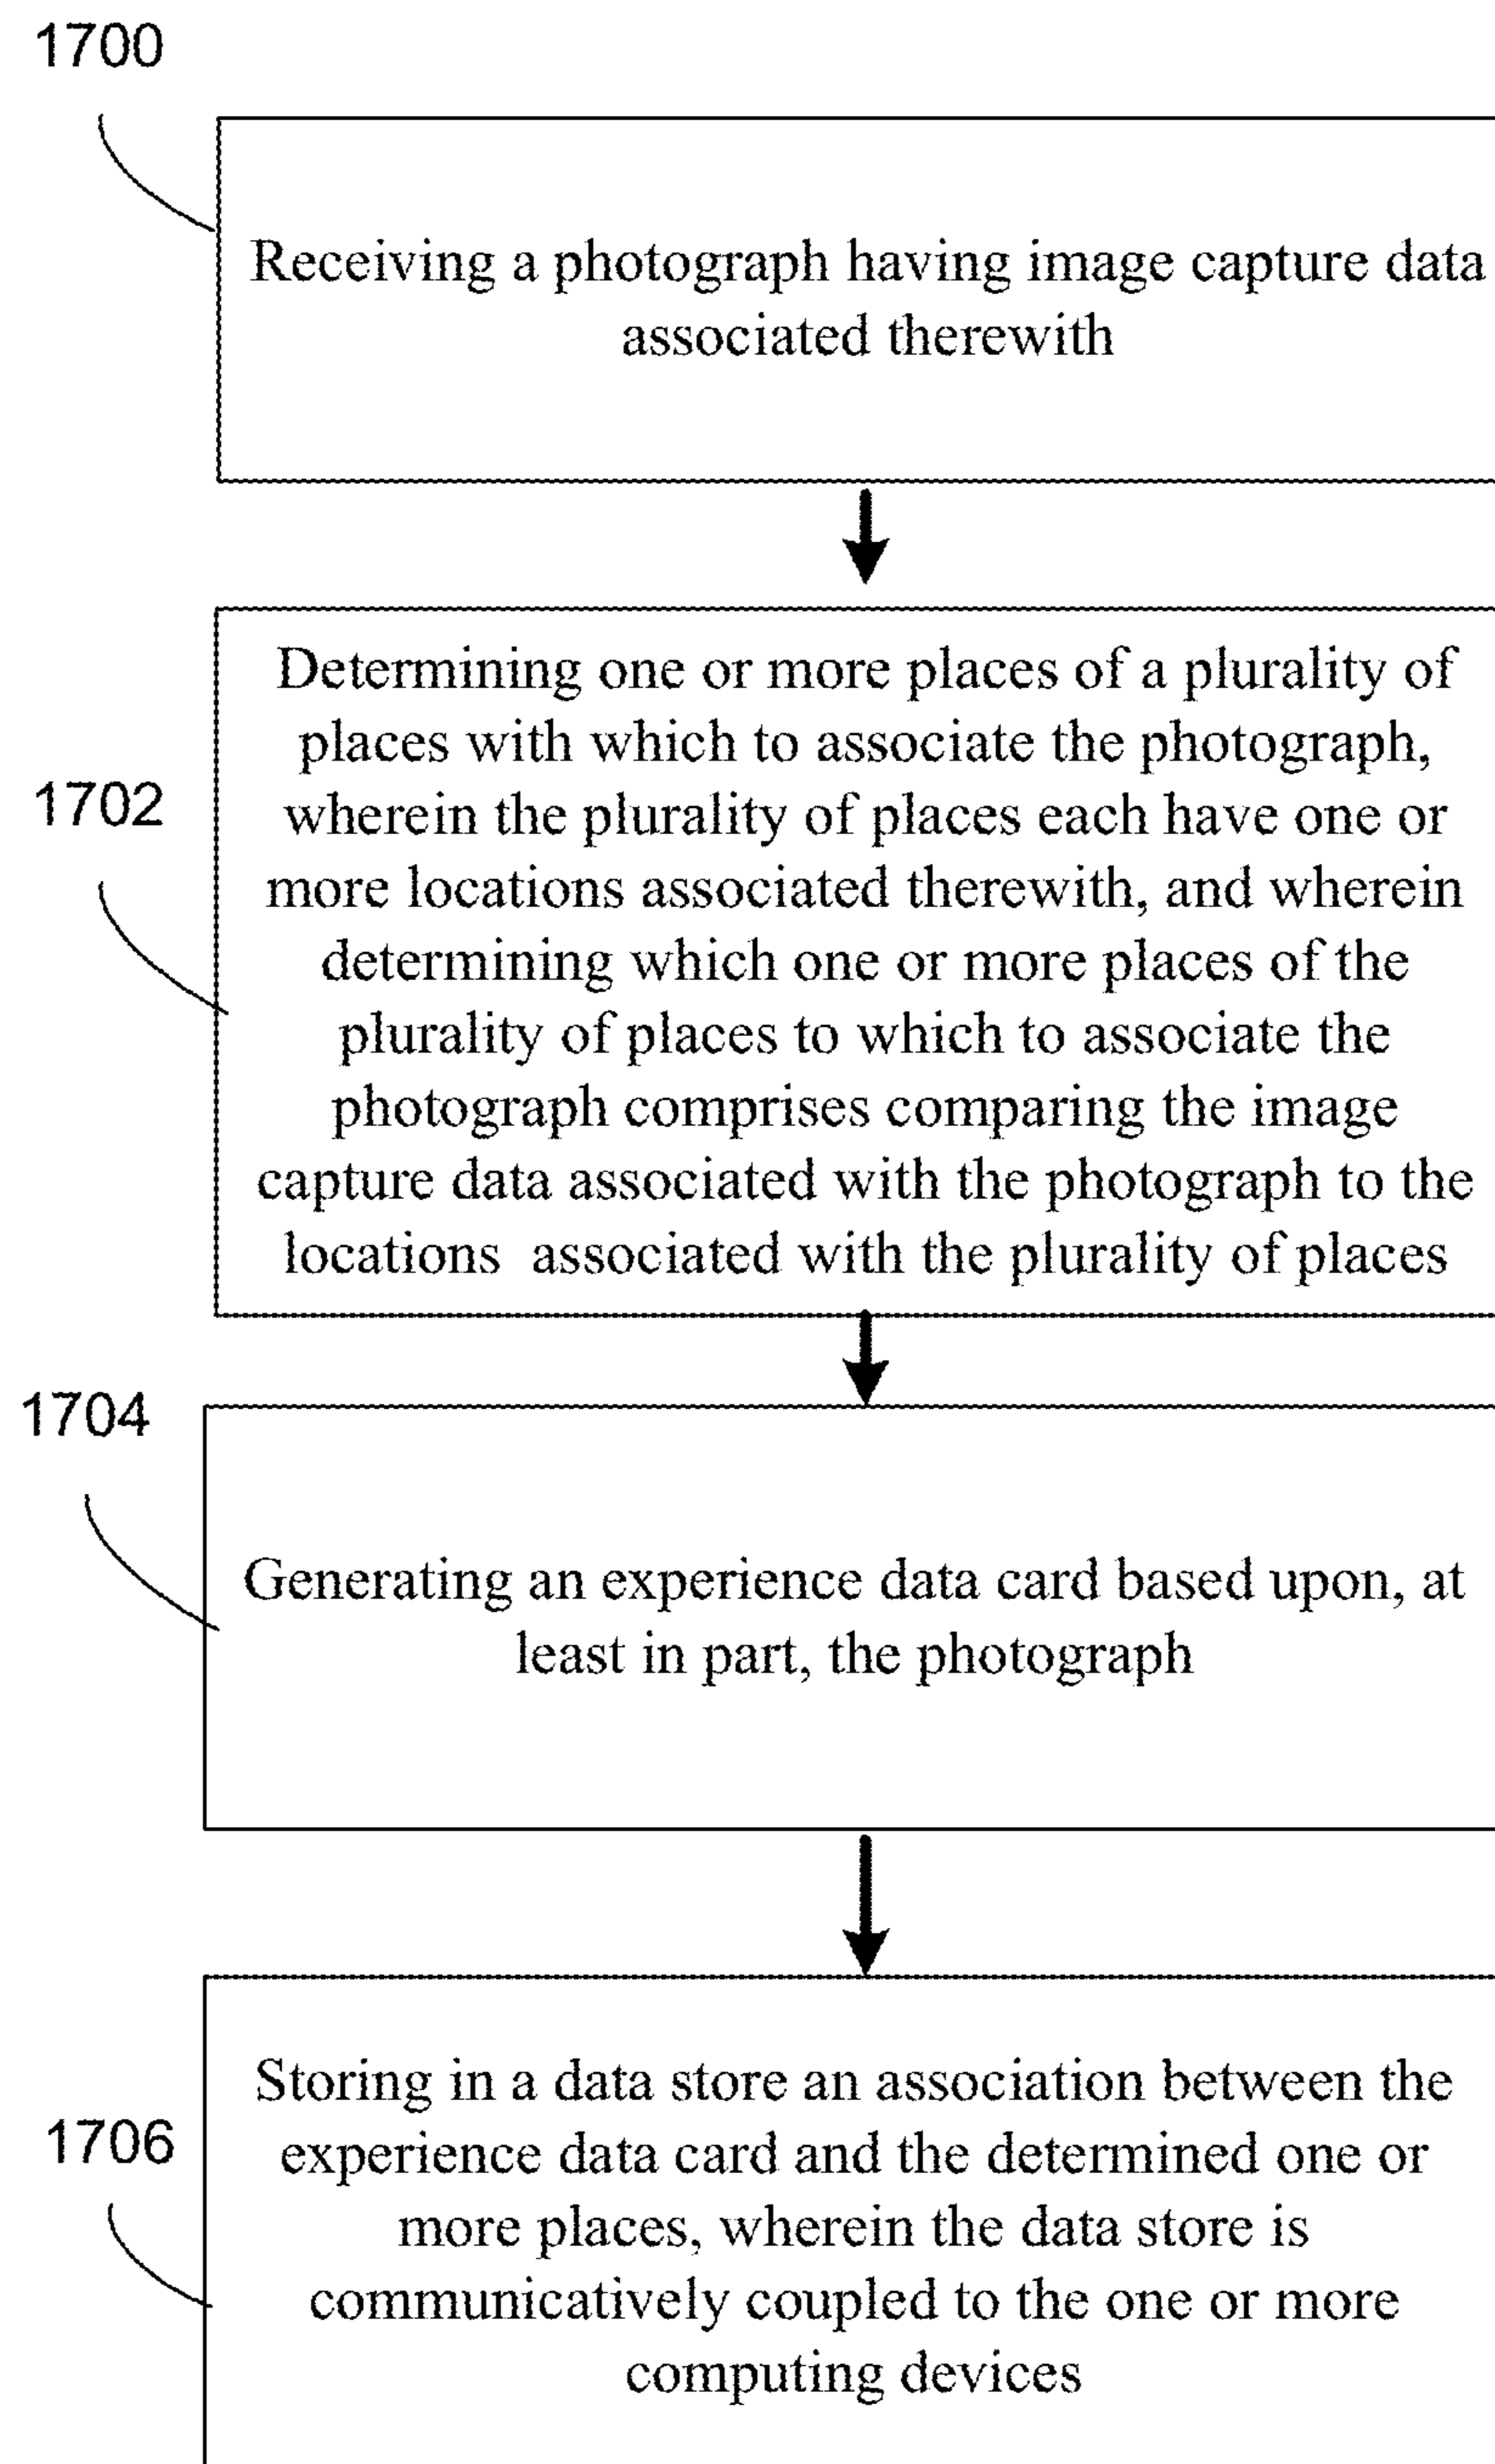 1700
Receiving a photograph having image capture data
associated therewith
1702
Determining one or more places of a plurality of
places with which to associate the photograph,
wherein the plurality of places each have one or
more locations associated therewith, and wherein
determining which one or more places of the
plurality of places to which to associate the
photograph comprises comparing the image
capture data associated with the photograph to the
locations associated with the plurality of places
1704
Generating an experience data card based upon, at
least in part, the photograph
1706
Storing in a data store an association between the
experience data card and the determined one or
more places, wherein the data store is
communicatively coupled to the one or more
computing devices